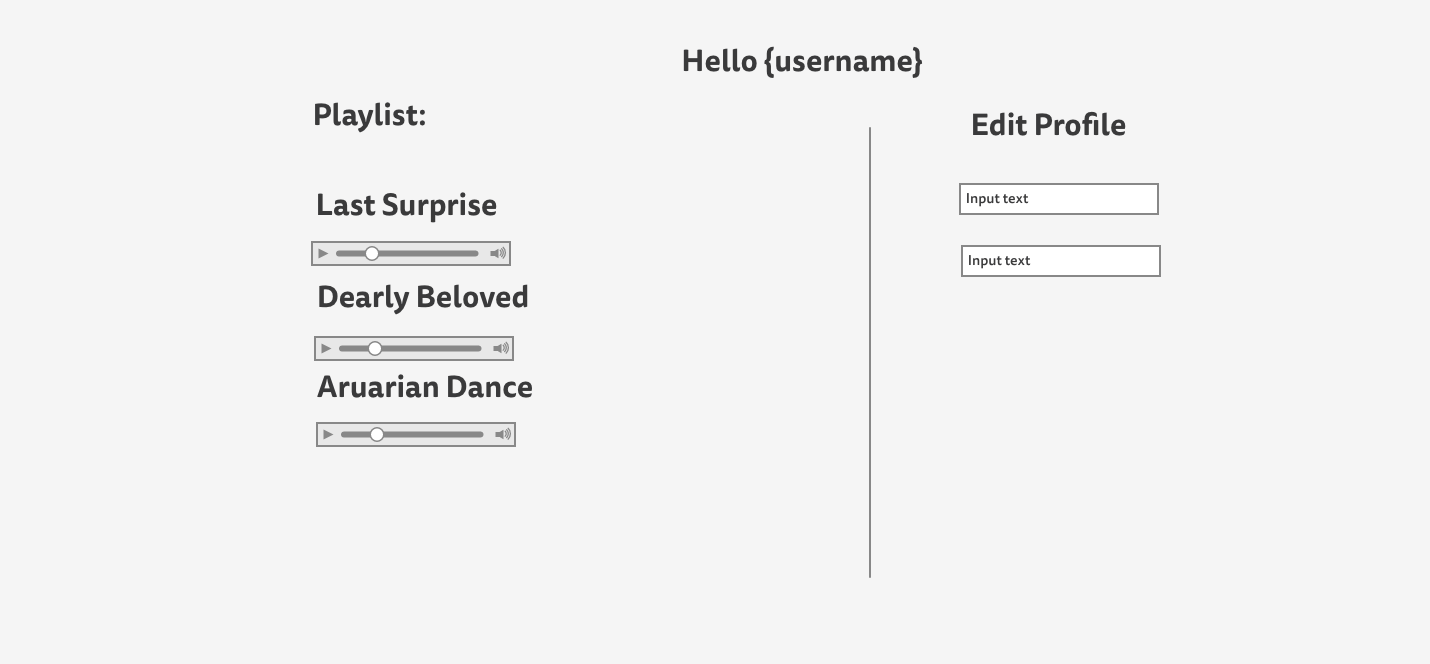 Hello {username}
Playlist:
Last Surprise
Dearly Beloved
Aruarian Dance
Edit Profile
Input text
Input text